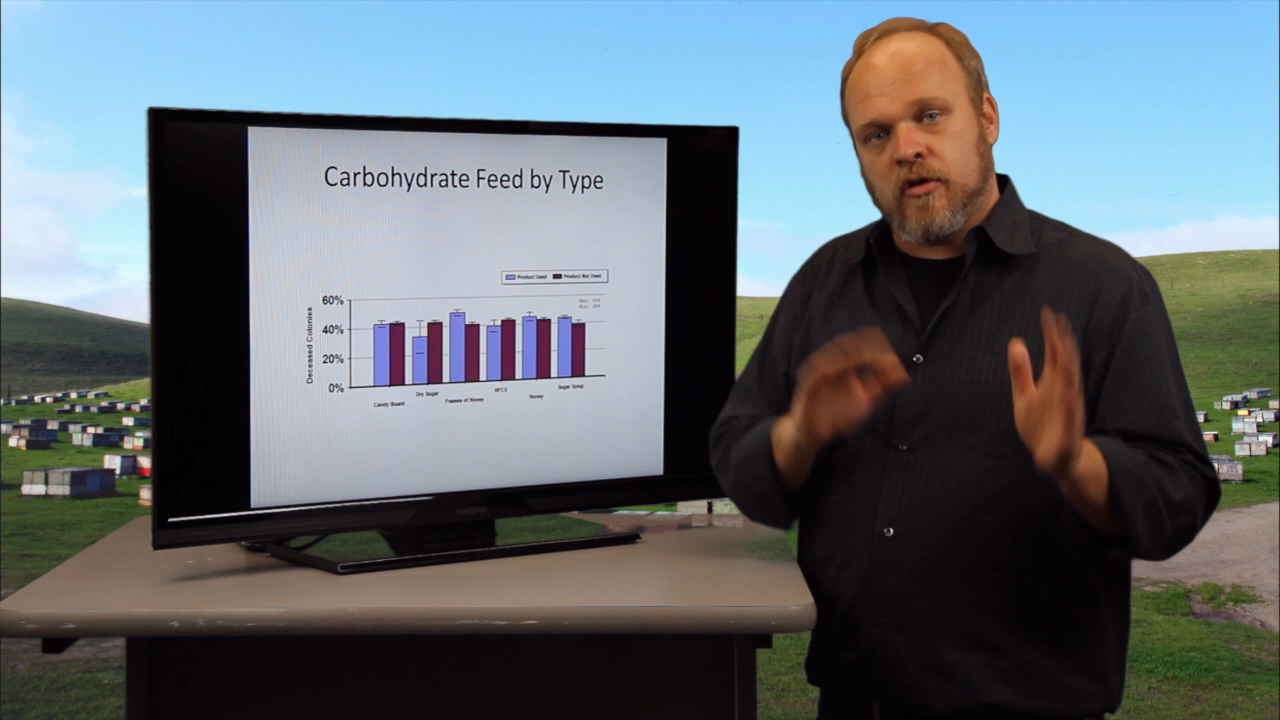 Carbohydrate Feed by Type
Product Used
Product Not Used
Deceased Colonies
60%
40%
20%
0%
Candy Board
Dry Sugar
Frames of Honey
HFCS
Honey
Sugar Syrup